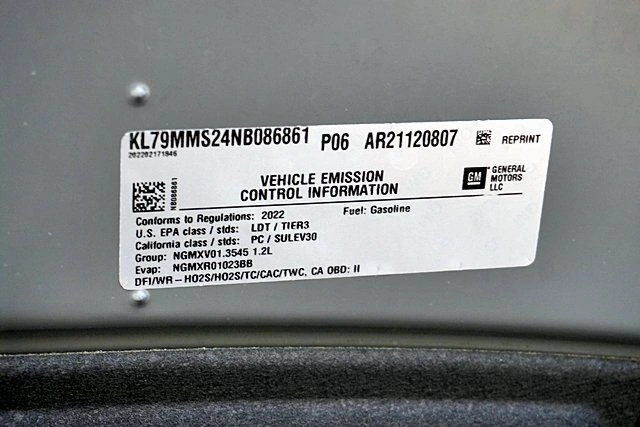 KL79MMS24NB086861 P06 AR21120807 REPRINT
202202171846
NB086861
VEHICLE EMISSION
CONTROL INFORMATION
GM GENERAL
MOTORS
LLC
Conforms to Regulations: 2022 Fuel: Gasoline
U.S. EPA class / stds: LDT / TIER3
California class / stds: PC / SULEV30
Group: NGMXV01.3545 1.2L
Evap: NGMXR01023BB
DFI/WR-HO2S/HO2S/TC/CAC/TWC, CA OBD: II